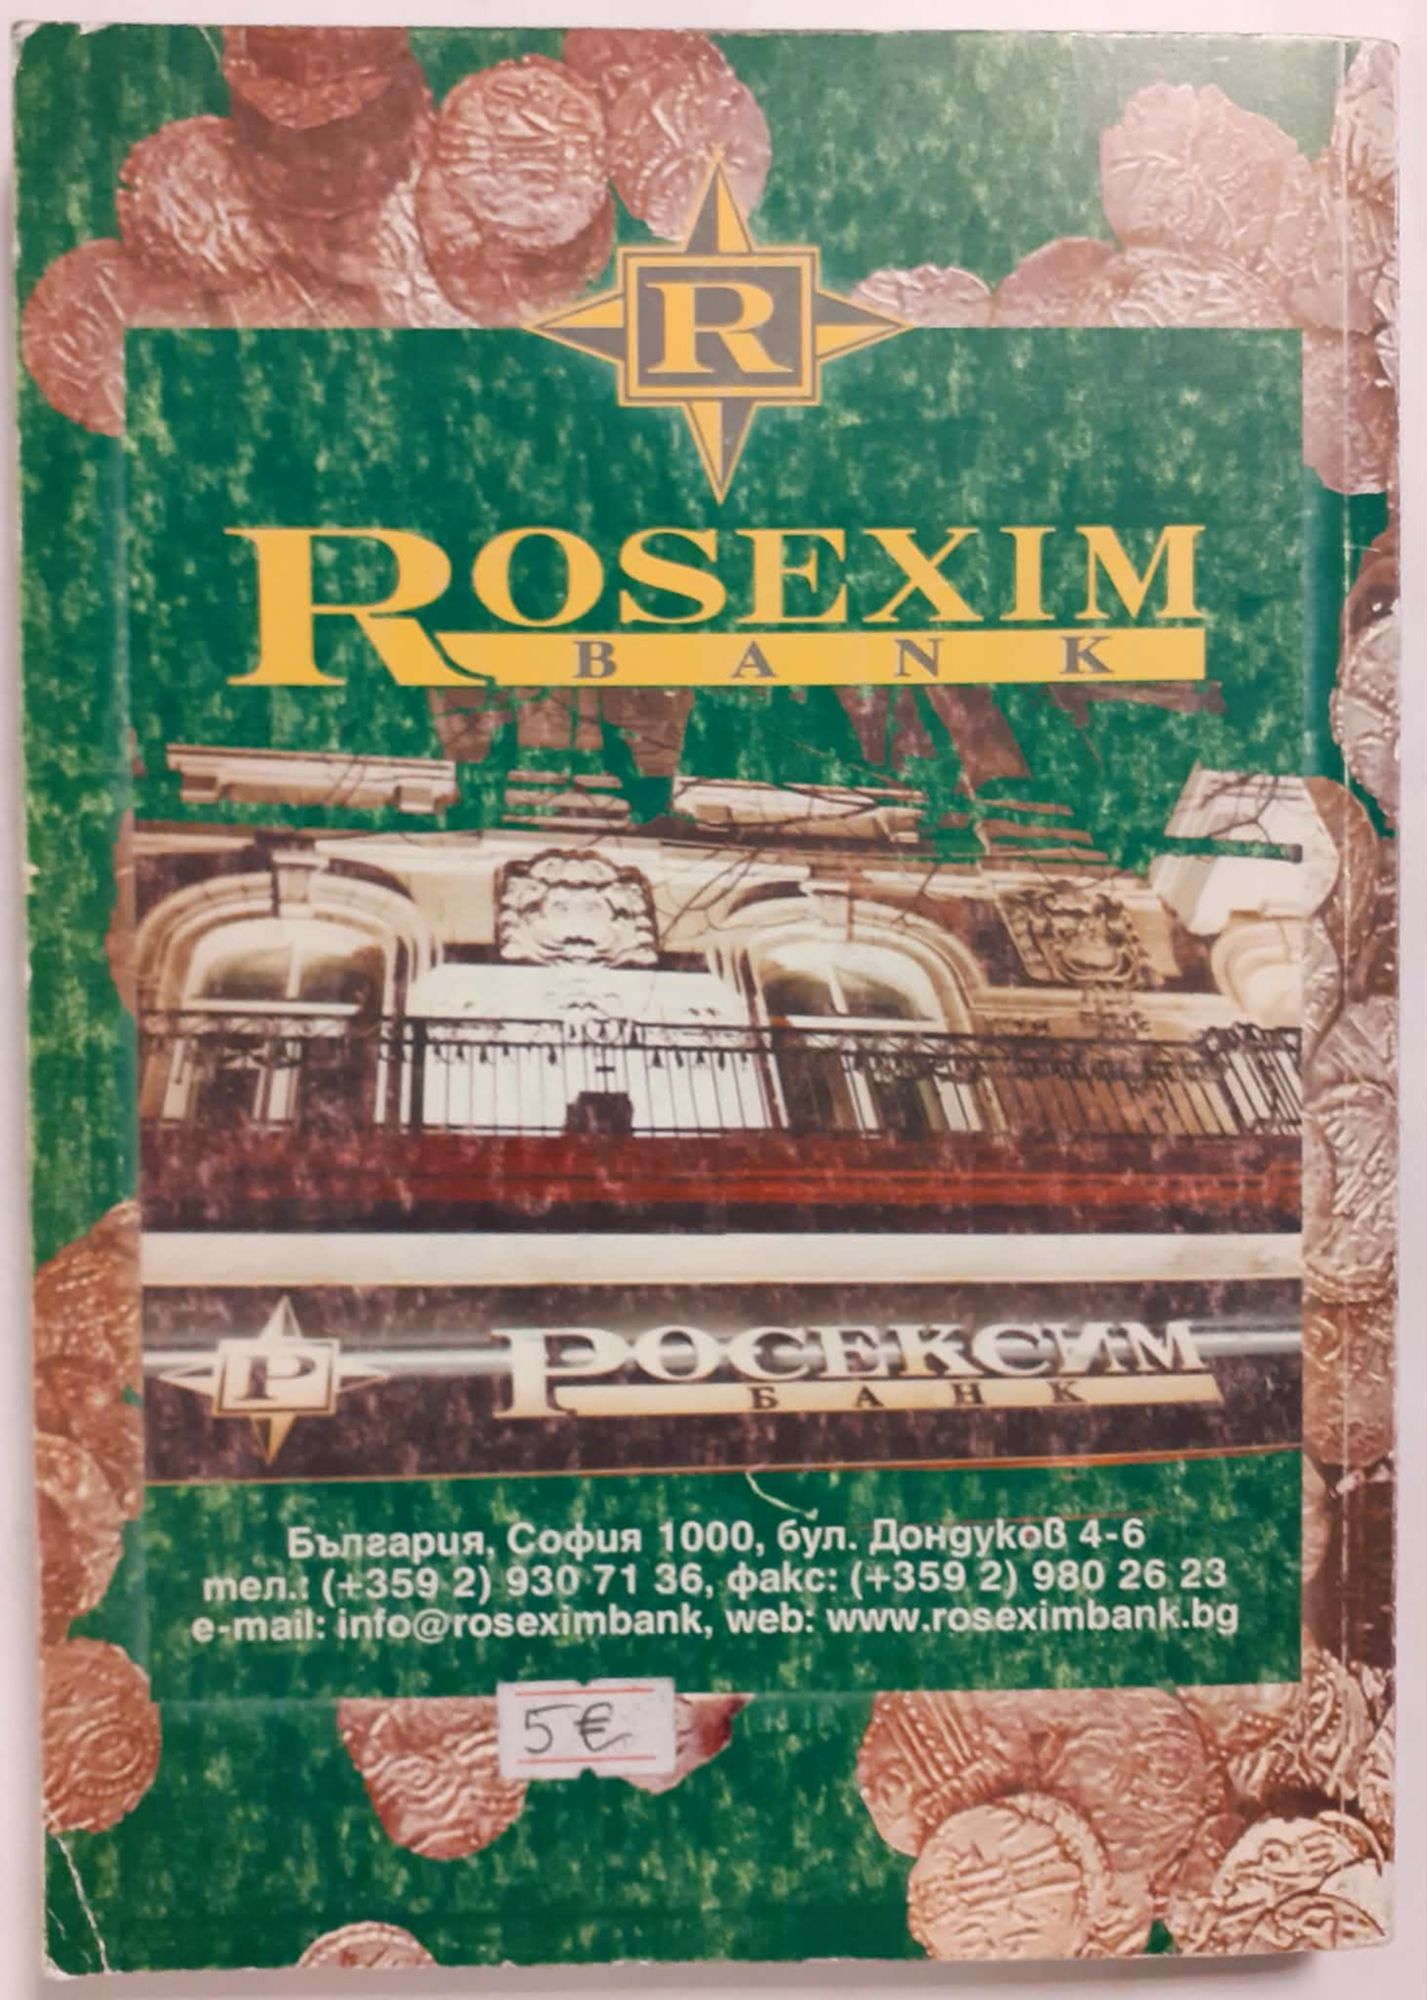 R
ROSEXIM
BANK
Р
РОСЕКСИМ
БАНК
България, София 1000, бул. Дондуков 4-6
тел.: (+359 2) 930 71 36, факс: (+359 2) 980 26 23
e-mail: info@roseximbank, web: www.roseximbank.bg
5€